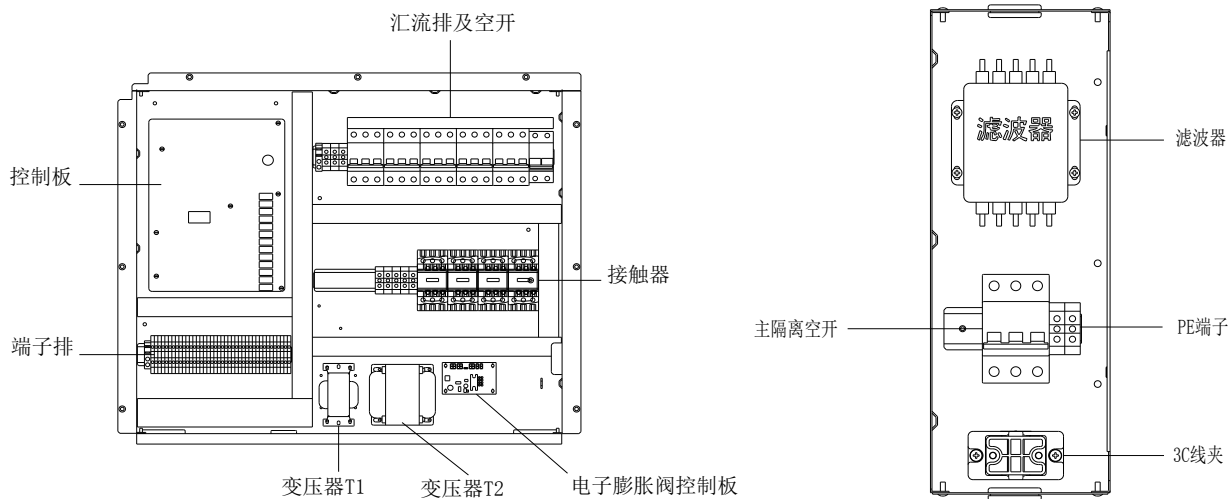 汇流排及空开
控制板
接触器
端子排
变压器T1
变压器T2
电子膨胀阀控制板
滤波器
滤波器
主隔离空开
PE端子
3C线夹